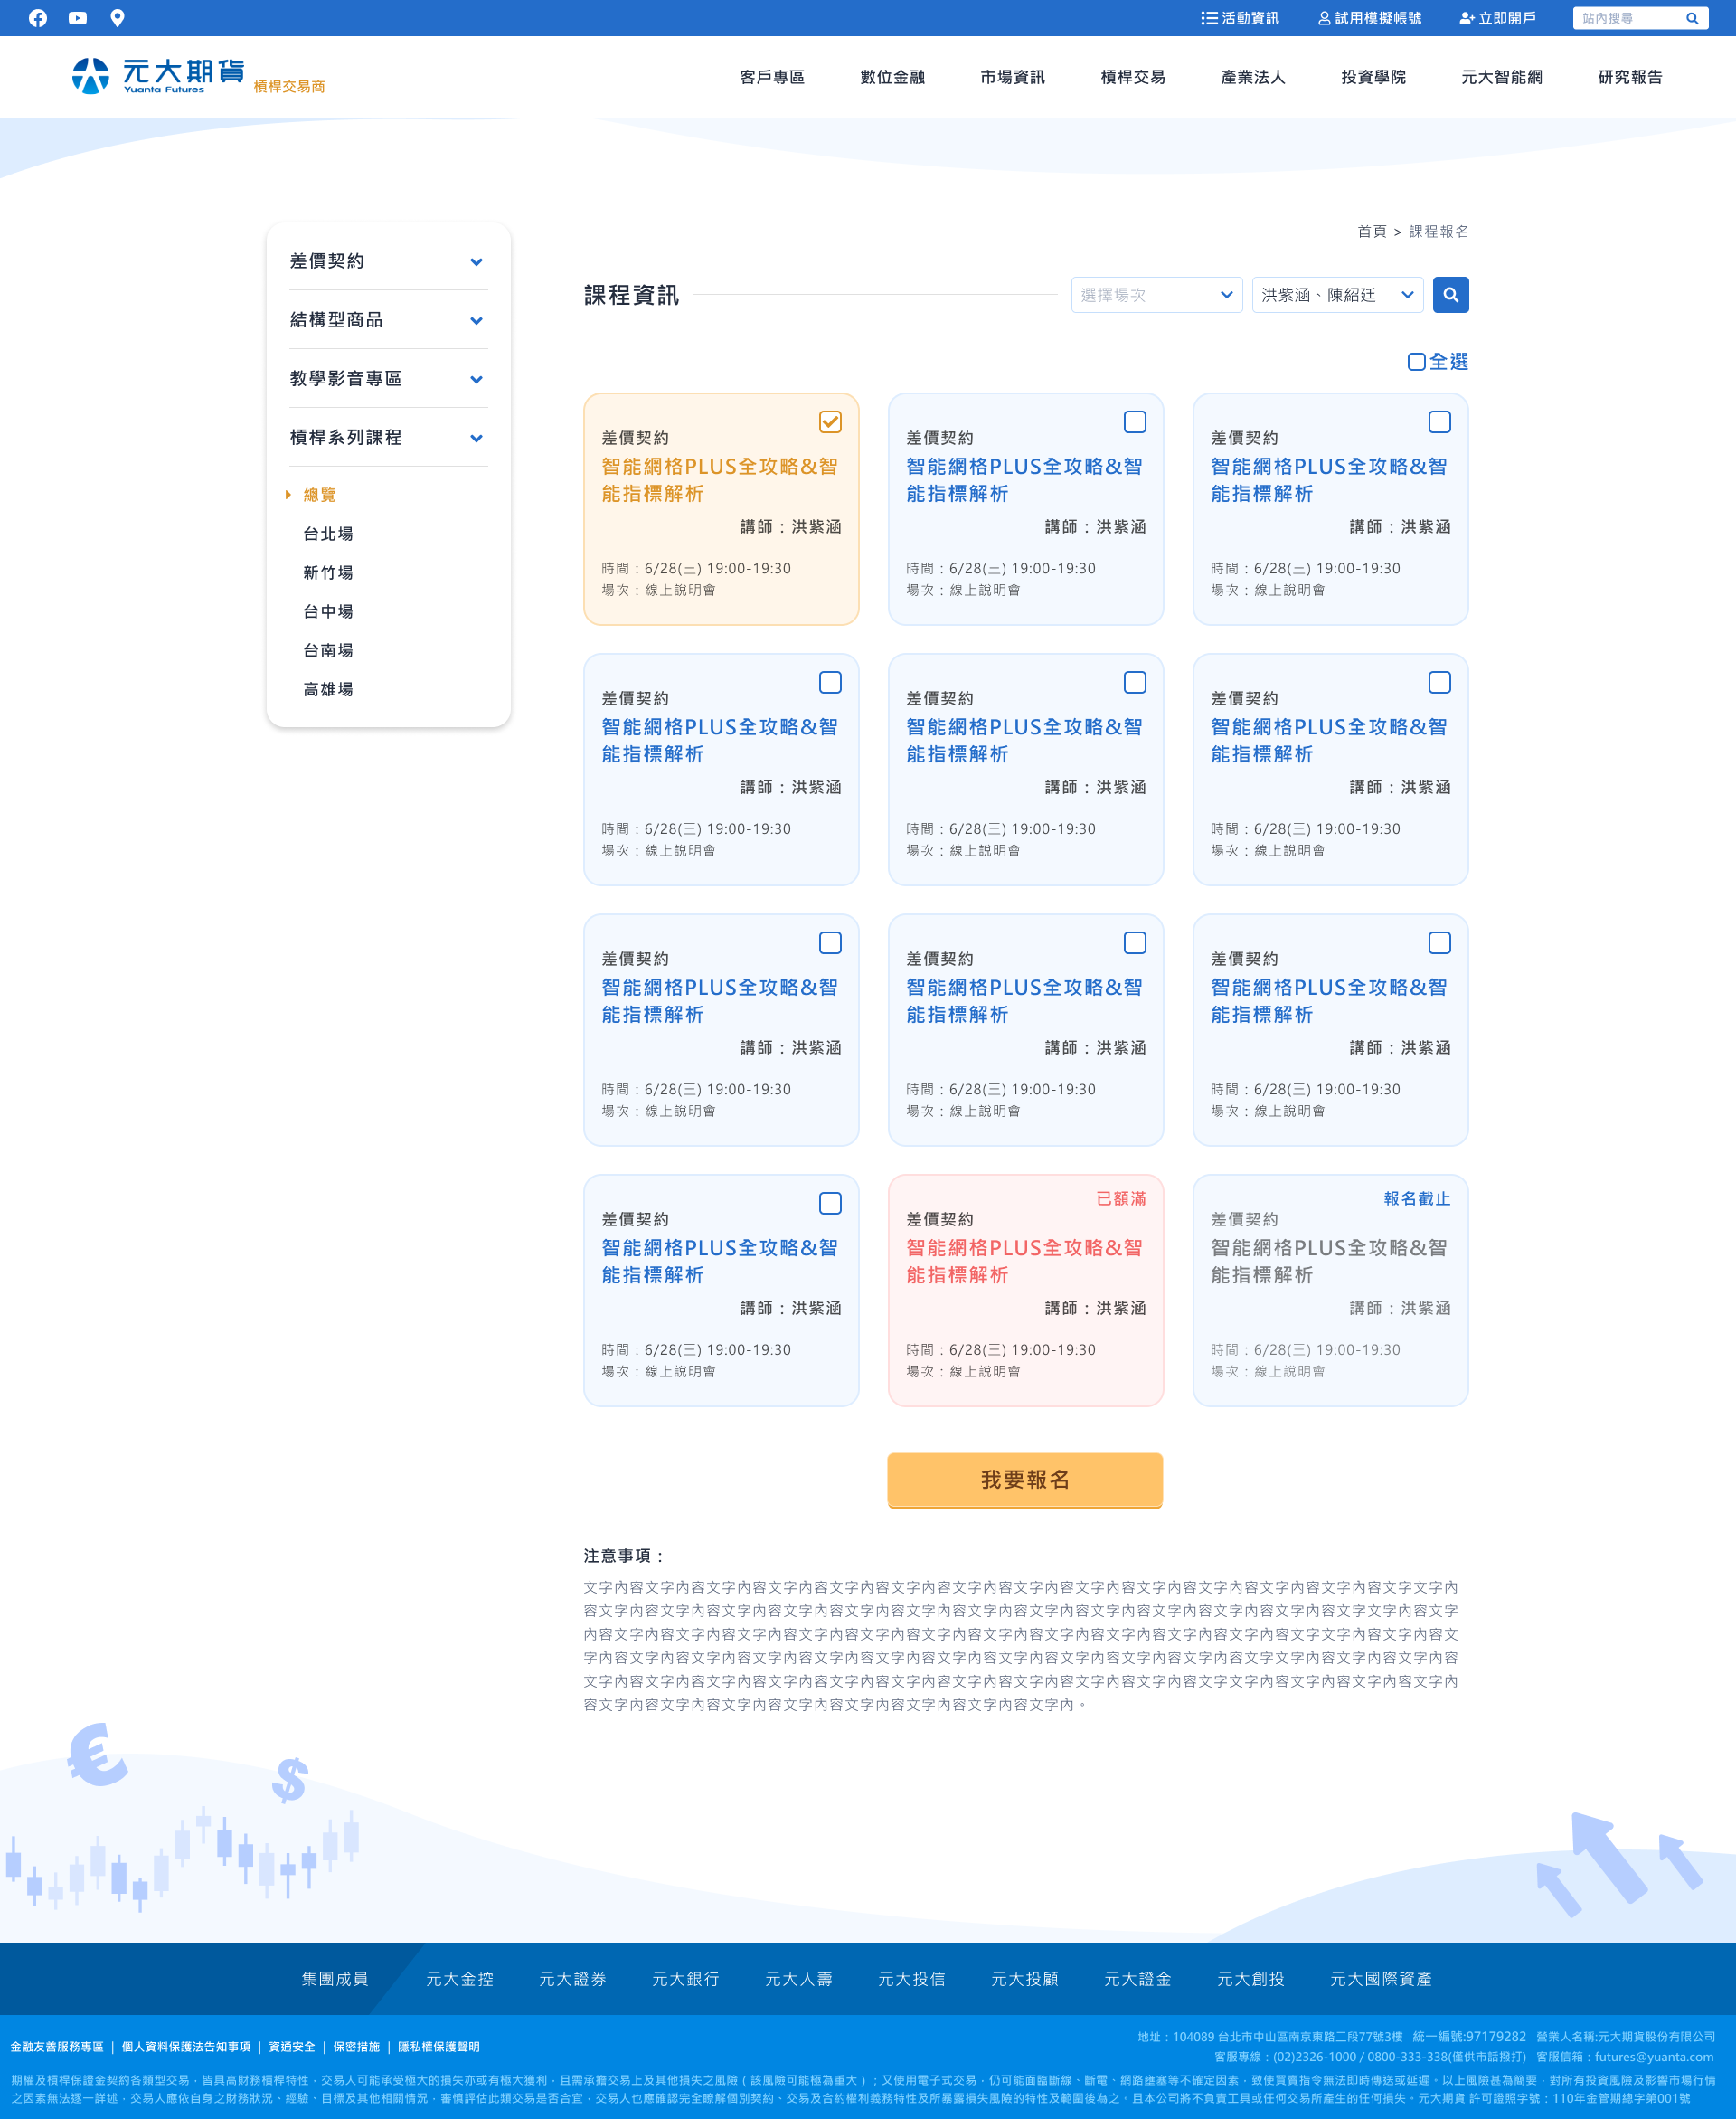 活動資訊 試用模擬帳號 立即開戶 站內搜尋
元大期貨 Yuanta Futures 槓桿交易商
客戶專區 數位金融 市場資訊 槓桿交易 產業法人 投資學院 元大智能網 研究報告
首頁 > 課程報名
差價契約
結構型商品
教學影音專區
槓桿系列課程
總覽
台北場
新竹場
台中場
台南場
高雄場
課程資訊 選擇場次 洪紫涵、陳紹廷
全選
差價契約
智能網格PLUS全攻略&智
能指標解析
講師：洪紫涵
時間：6/28(三) 19:00-19:30
場次：線上說明會
差價契約
智能網格PLUS全攻略&智
能指標解析
講師：洪紫涵
時間：6/28(三) 19:00-19:30
場次：線上說明會
差價契約
智能網格PLUS全攻略&智
能指標解析
講師：洪紫涵
時間：6/28(三) 19:00-19:30
場次：線上說明會
差價契約
智能網格PLUS全攻略&智
能指標解析
講師：洪紫涵
時間：6/28(三) 19:00-19:30
場次：線上說明會
差價契約
智能網格PLUS全攻略&智
能指標解析
講師：洪紫涵
時間：6/28(三) 19:00-19:30
場次：線上說明會
差價契約
智能網格PLUS全攻略&智
能指標解析
講師：洪紫涵
時間：6/28(三) 19:00-19:30
場次：線上說明會
差價契約
智能網格PLUS全攻略&智
能指標解析
講師：洪紫涵
時間：6/28(三) 19:00-19:30
場次：線上說明會
差價契約
智能網格PLUS全攻略&智
能指標解析
講師：洪紫涵
時間：6/28(三) 19:00-19:30
場次：線上說明會
差價契約
智能網格PLUS全攻略&智
能指標解析
講師：洪紫涵
時間：6/28(三) 19:00-19:30
場次：線上說明會
差價契約
智能網格PLUS全攻略&智
能指標解析
講師：洪紫涵
時間：6/28(三) 19:00-19:30
場次：線上說明會
已額滿
差價契約
智能網格PLUS全攻略&智
能指標解析
講師：洪紫涵
時間：6/28(三) 19:00-19:30
場次：線上說明會
報名截止
差價契約
智能網格PLUS全攻略&智
能指標解析
講師：洪紫涵
時間：6/28(三) 19:00-19:30
場次：線上說明會
我要報名
注意事項：
文字內容文字內容文字內容文字內容文字內容文字內容文字內容文字內容文字內容文字內容文字內容文字內容文字內容文字文字內
容文字內容文字內容文字內容文字內容文字內容文字內容文字內容文字內容文字內容文字內容文字內容文字內容文字文字內容文字
內容文字內容文字內容文字內容文字內容文字內容文字內容文字內容文字內容文字內容文字內容文字內容文字文字內容文字內容文
字內容文字內容文字內容文字內容文字內容文字內容文字內容文字內容文字內容文字內容文字內容文字文字內容文字內容文字內容
文字內容文字內容文字內容文字內容文字內容文字內容文字內容文字內容文字內容文字內容文字文字內容文字內容文字內容文字內
容文字內容文字內容文字內容文字內容文字內容文字內容文字內容文字內。
集團成員 元大金控 元大證券 元大銀行 元大人壽 元大投信 元大投顧 元大證金 元大創投 元大國際資產
金融友善服務專區 | 個人資料保護法告知事項 | 資通安全 | 保密措施 | 隱私權保護聲明
地址：104089 台北市中山區南京東路二段77號3樓 統一編號:97179282 營業人名稱:元大期貨股份有限公司
客服專線：(02)2326-1000 / 0800-333-338(僅供市話撥打) 客服信箱：futures@yuanta.com
期權及槓桿保證金契約各類型交易，皆具高財務槓桿特性，交易人可能承受極大的損失亦或有極大獲利，且需承擔交易上及其他損失之風險（該風險可能極為重大）；又使用電子式交易，仍可能面臨斷線、斷電、網路壅塞等不確定因素，致使買賣指令無法即時傳送或延遲。以上風險甚為簡要，對所有投資風險及影響市場行情
之因素無法逐一詳述，交易人應依自身之財務狀況、經驗、目標及其他相關情況，審慎評估此類交易是否合宜，交易人也應確認完全瞭解個別契約、交易及合約權利義務特性及所暴露損失風險的特性及範圍後為之。且本公司將不負買工具或任何交易所產生的任何損失。元大期貨 許可證照字號：110年金管期總字第001號